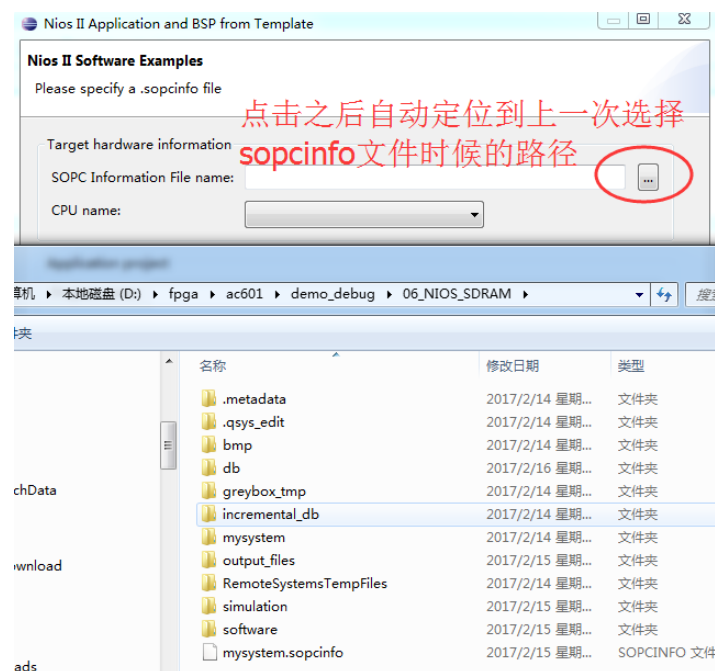 Nios II Application and BSP from Template
Nios II Software Examples
Please specify a .sopcinfo file
点击之后自动定位到上一次选择
sopcinfo文件时候的路径
Target hardware information
SOPC Information File name:
...
CPU name:
Application project
算机 ▸ 本地磁盘 (D:) ▸ fpga ▸ ac601 ▸ demo_debug ▸ 06_NIOS_SDRAM ▸
名称 修改日期 类型
.metadata 2017/2/14 星期... 文件夹
.qsys_edit 2017/2/14 星期... 文件夹
bmp 2017/2/14 星期... 文件夹
db 2017/2/16 星期... 文件夹
greybox_tmp 2017/2/14 星期... 文件夹
incremental_db 2017/2/14 星期... 文件夹
mysystem 2017/2/14 星期... 文件夹
output_files 2017/2/15 星期... 文件夹
RemoteSystemsTempFiles 2017/2/14 星期... 文件夹
simulation 2017/2/15 星期... 文件夹
software 2017/2/15 星期... 文件夹
mysystem.sopcinfo 2017/2/15 星期... SOPCINFO 文件
chData
ownload
ads